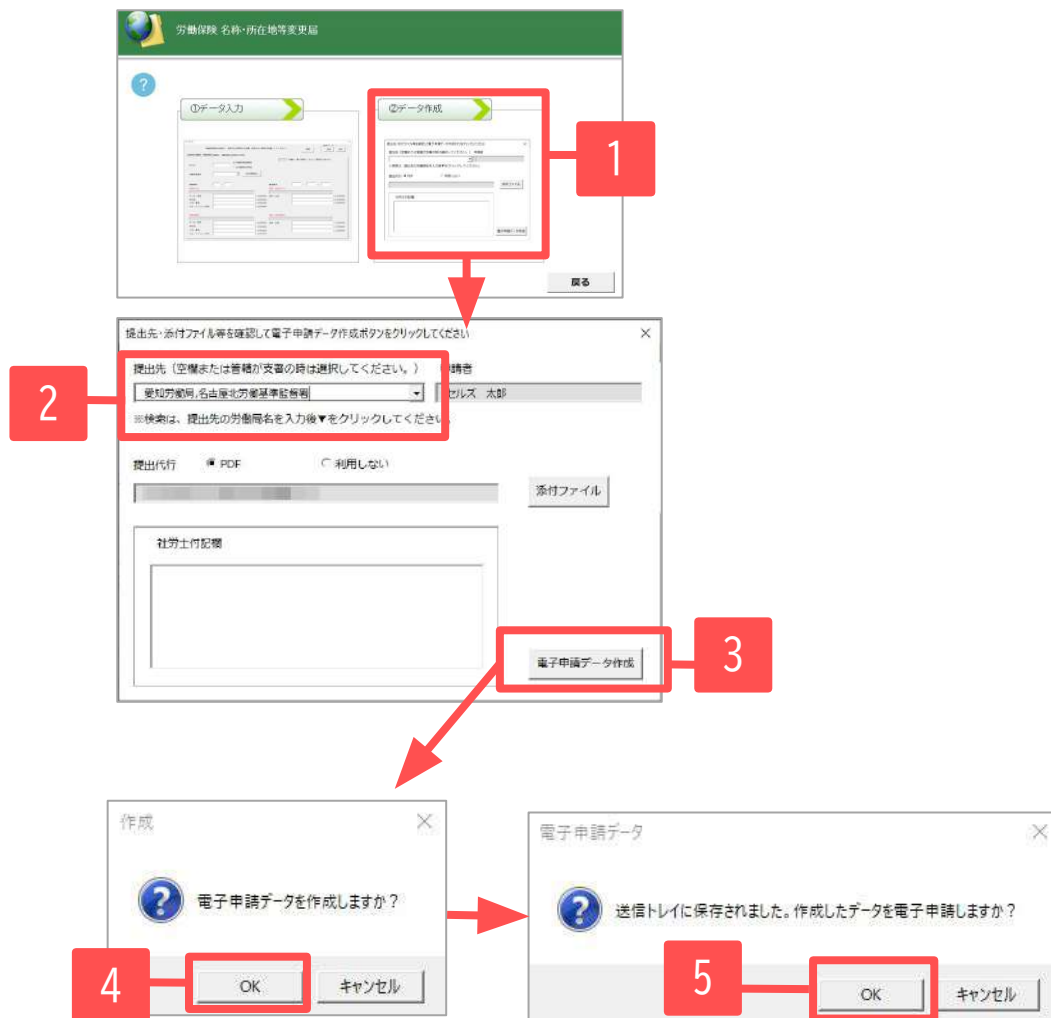 労働保険 名称・所在地等変更届
?
①データ入力
②データ作成
1
戻る
提出先・添付ファイル等を確認して電子申請データ作成ボタンをクリックしてください
提出先（空欄または管轄が支署の時は選択してください。） 申請者
愛知労働局,名古屋北労働基準監督署 セルズ 太郎
2
※検索は、提出先の労働局名を入力後▼をクリックしてください。
提出代行 PDF 利用しない
添付ファイル
社労士付記欄
電子申請データ作成
3
作成
電子申請データを作成しますか？
4
OK キャンセル
電子申請データ
送信トレイに保存されました。作成したデータを電子申請しますか？
5
OK キャンセル